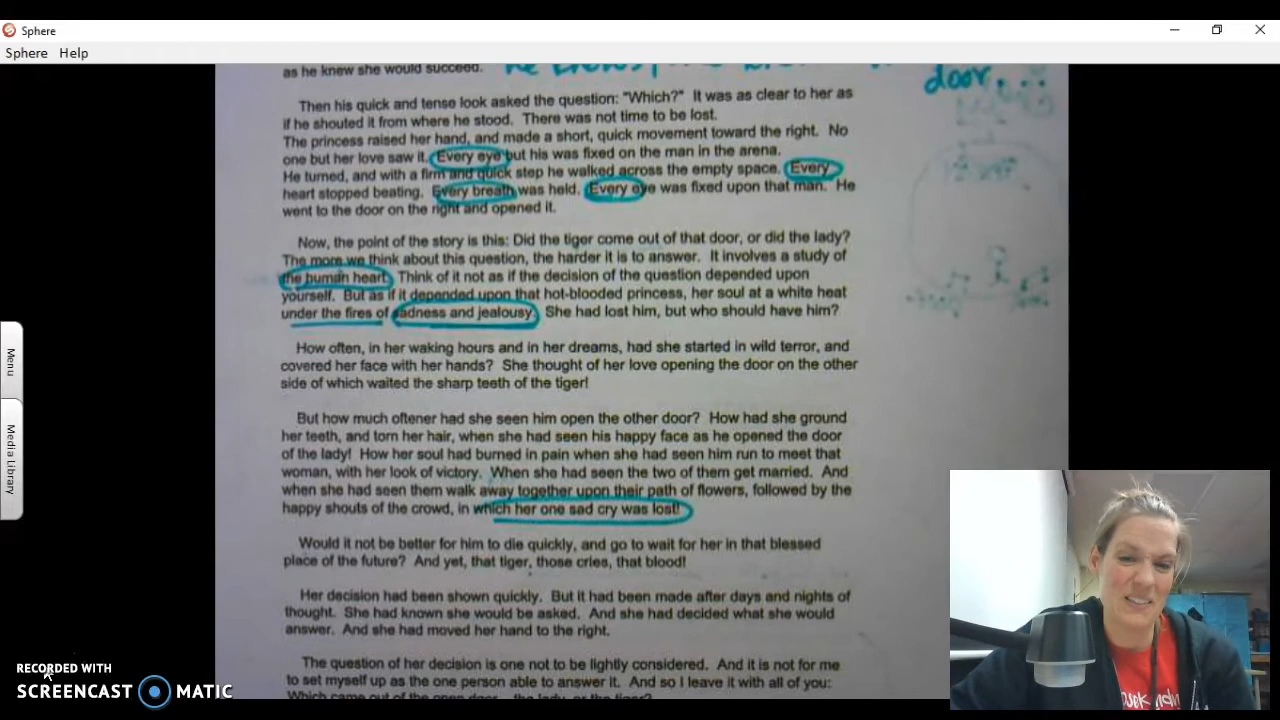 Sphere
Sphere Help
as he knew she would succeed.
door...
Then his quick and tense look asked the question: "Which?" It was as clear to her as
if he shouted it from where he stood. There was not time to be lost.
The princess raised her hand, and made a short, quick movement toward the right. No
one but her love saw it. Every eye but his was fixed on the man in the arena.
He turned, and with a firm and quick step he walked across the empty space. Every
heart stopped beating. Every breath was held. Every eye was fixed upon that man. He
went to the door on the right and opened it.
Now, the point of the story is this: Did the tiger come out of that door, or did the lady?
The more we think about this question, the harder it is to answer. It involves a study of
the human heart. Think of it not as if the decision of the question depended upon
yourself. But as if it depended upon that hot-blooded princess, her soul at a white heat
under the fires of sadness and jealousy. She had lost him, but who should have him?
How often, in her waking hours and in her dreams, had she started in wild terror, and
covered her face with her hands? She thought of her love opening the door on the other
side of which waited the sharp teeth of the tiger!
But how much oftener had she seen him open the other door? How had she ground
her teeth, and torn her hair, when she had seen his happy face as he opened the door
of the lady! How her soul had burned in pain when she had seen him run to meet that
woman, with her look of victory. When she had seen the two of them get married. And
when she had seen them walk away together upon their path of flowers, followed by the
happy shouts of the crowd, in which her one sad cry was lost!
Would it not be better for him to die quickly, and go to wait for her in that blessed
place of the future? And yet, that tiger, those cries, that blood!
Her decision had been shown quickly. But it had been made after days and nights of
thought. She had known she would be asked. And she had decided what she would
answer. And she had moved her hand to the right.
The question of her decision is one not to be lightly considered. And it is not for me
to set myself up as the one person able to answer it. And so I leave it with all of you:
Which came out of the open door – the lady, or the tiger?
Menu
Media Library
RECORDED WITH
SCREENCAST MATIC